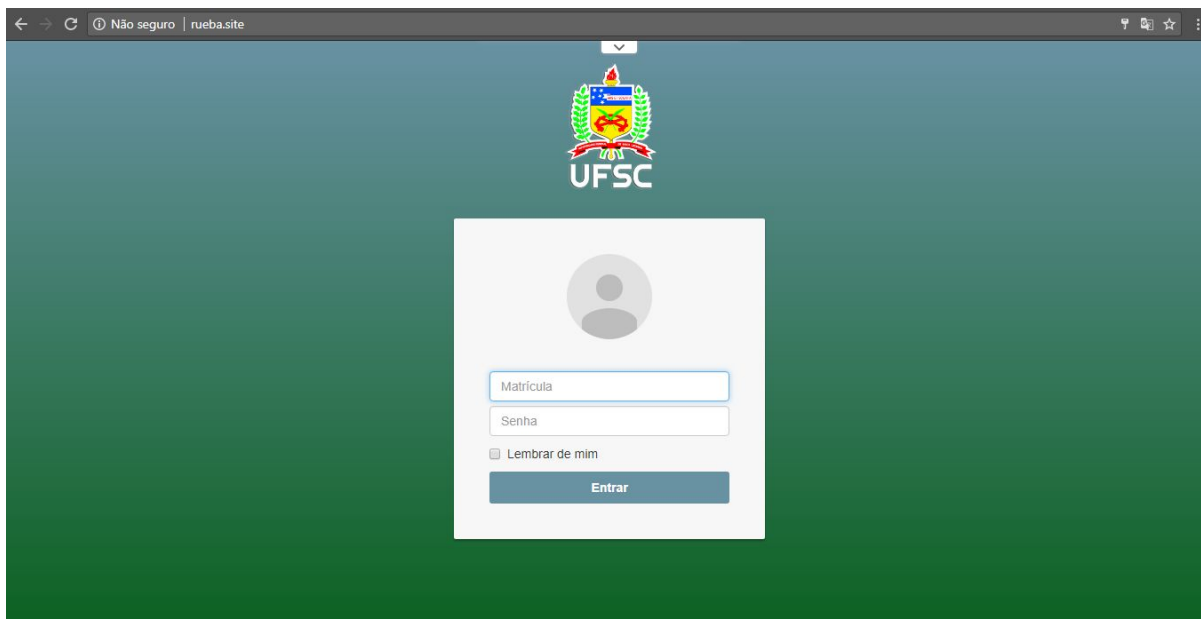 Não seguro | rueba.site
UFSC
Matrícula
Senha
Lembrar de mim
Entrar